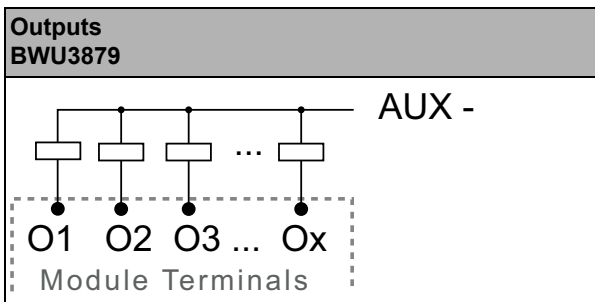 Outputs
BWU3879
AUX -
...
O1 O2 O3 ... Ox
Module Terminals